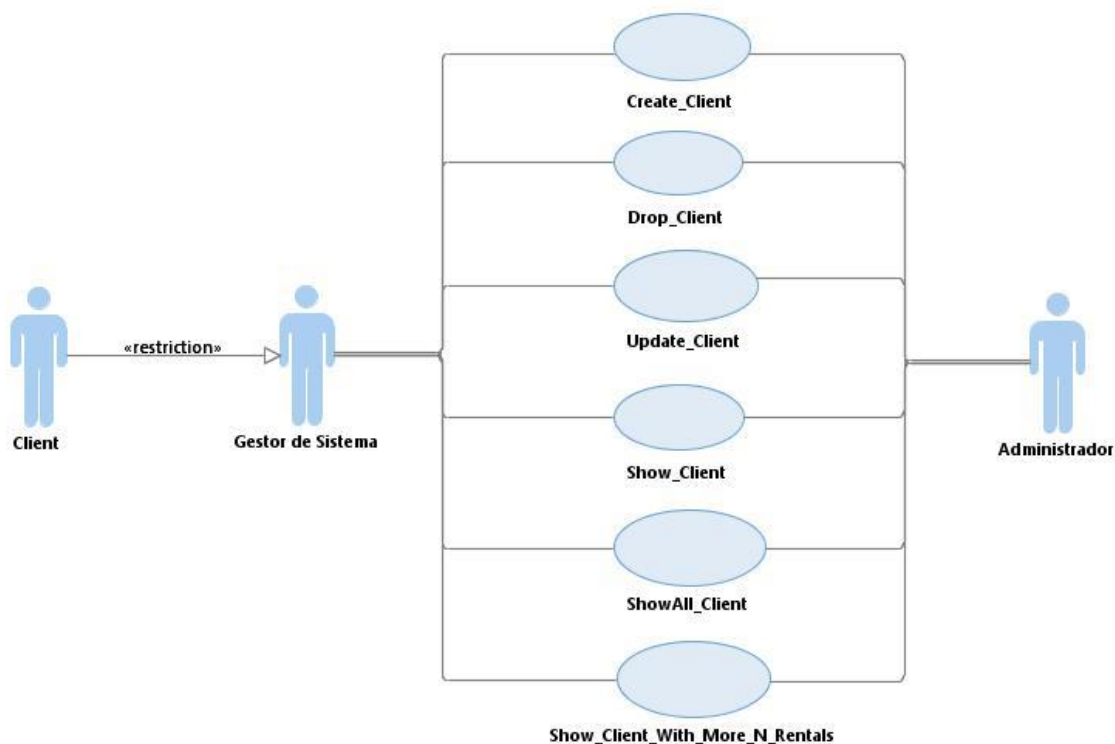 Create_Client
Drop_Client
Update_Client
«restriction»
Client
Gestor de Sistema
Administrador
Show_Client
ShowAll_Client
Show_Client_With_More_N_Rentals